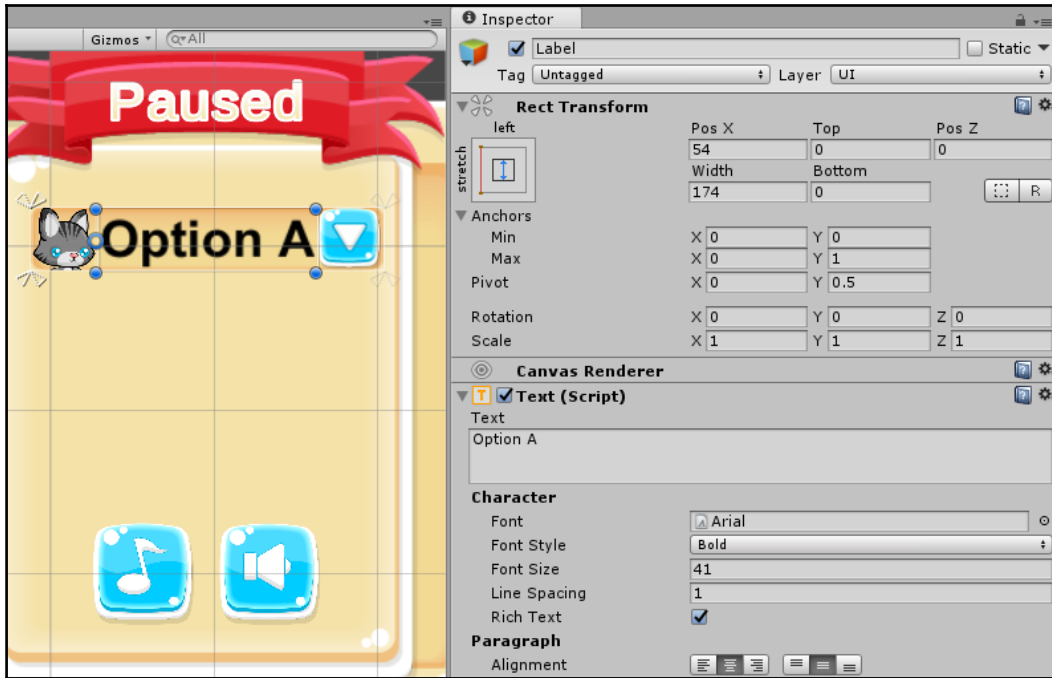 Gizmos
All
Paused
Option A
Inspector
Label
Static
Tag Untagged Layer UI
Rect Transform
left Pos X Top Pos Z
stretch
54 0 0
Width Bottom
174 0 R
Anchors
Min X 0 Y 0
Max X 0 Y 1
Pivot X 0 Y 0.5
Rotation X 0 Y 0 Z 0
Scale X 1 Y 1 Z 1
Canvas Renderer
T Text (Script)
Text
Option A
Character
Font Arial
Font Style Bold
Font Size 41
Line Spacing 1
Rich Text
Paragraph
Alignment